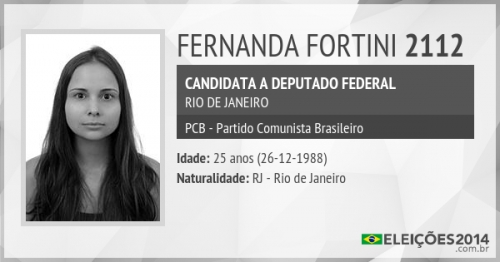 FERNANDA FORTINI 2112
CANDIDATA A DEPUTADO FEDERAL
RIO DE JANEIRO
PCB - Partido Comunista Brasileiro
Idade: 25 anos (26-12-1988)
Naturalidade: RJ - Rio de Janeiro
ELEIÇÕES2014
.com.br